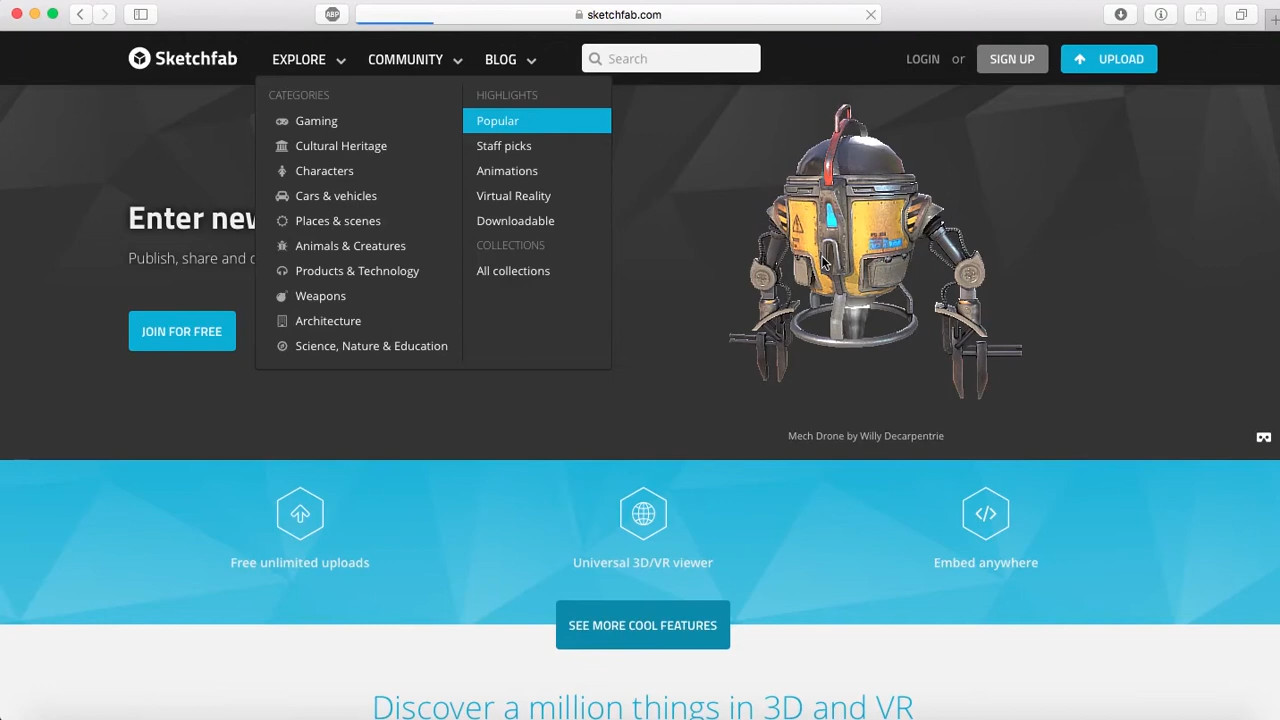 ABP
sketchfab.com
Sketchfab
EXPLORE
COMMUNITY
BLOG
Search
LOGIN or
SIGN UP
UPLOAD
CATEGORIES
Gaming
Cultural Heritage
Characters
Cars & vehicles
Places & scenes
Animals & Creatures
Products & Technology
Weapons
Architecture
Science, Nature & Education
HIGHLIGHTS
Popular
Staff picks
Animations
Virtual Reality
Downloadable
COLLECTIONS
All collections
Enter
Publish, share and
JOIN FOR FREE
Mech Drone by Willy Decarpentrie
Free unlimited uploads
Universal 3D/VR viewer
Embed anywhere
SEE MORE COOL FEATURES
Discover a million things in 3D and VR